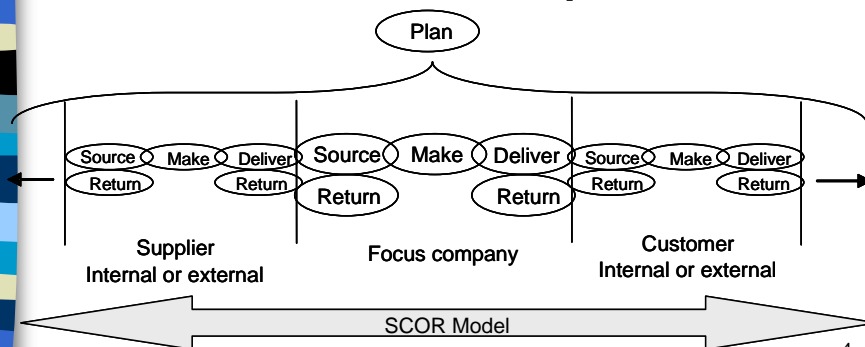 Plan
Source Make Deliver Source Make Deliver Source Make Deliver
Return Return Return Return Return Return
Supplier
Internal or external
Focus company
Customer
Internal or external
SCOR Model